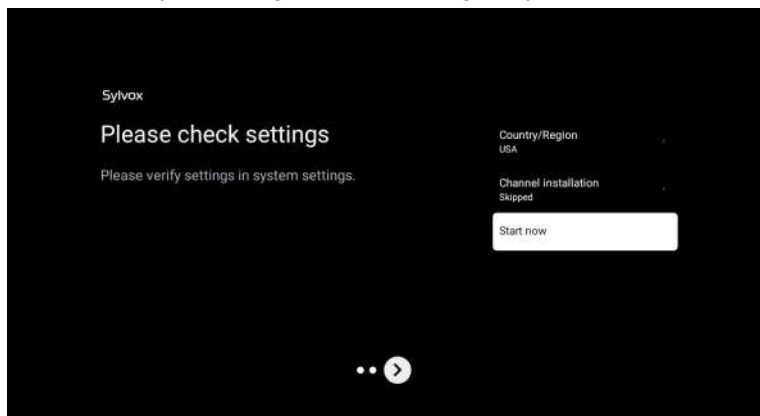 Sylvox
Please check settings
Please verify settings in system settings.
Country/Region
USA
Channel installation
Skipped
Start now